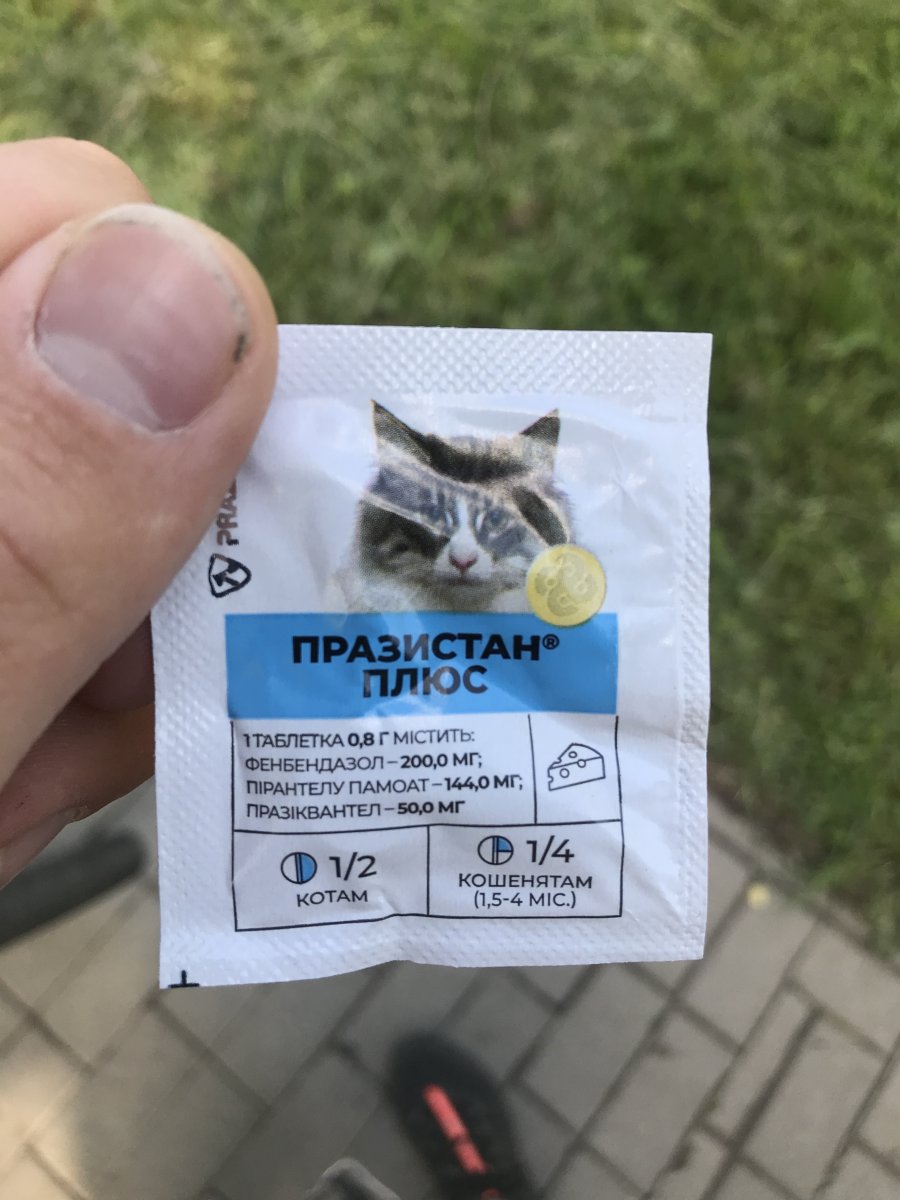 ПРАЗИСТАН®
ПЛЮС
1 ТАБЛЕТКА 0,8 Г МІСТИТЬ:
ФЕНБЕНДАЗОЛ – 200,0 МГ;
ПІРАНТЕЛУ ПАМОАТ – 144,0 МГ;
ПРАЗІКВАНТЕЛ – 50,0 МГ
1/2
КОТАМ
1/4
КОШЕНЯТАМ
(1,5-4 МІС.)